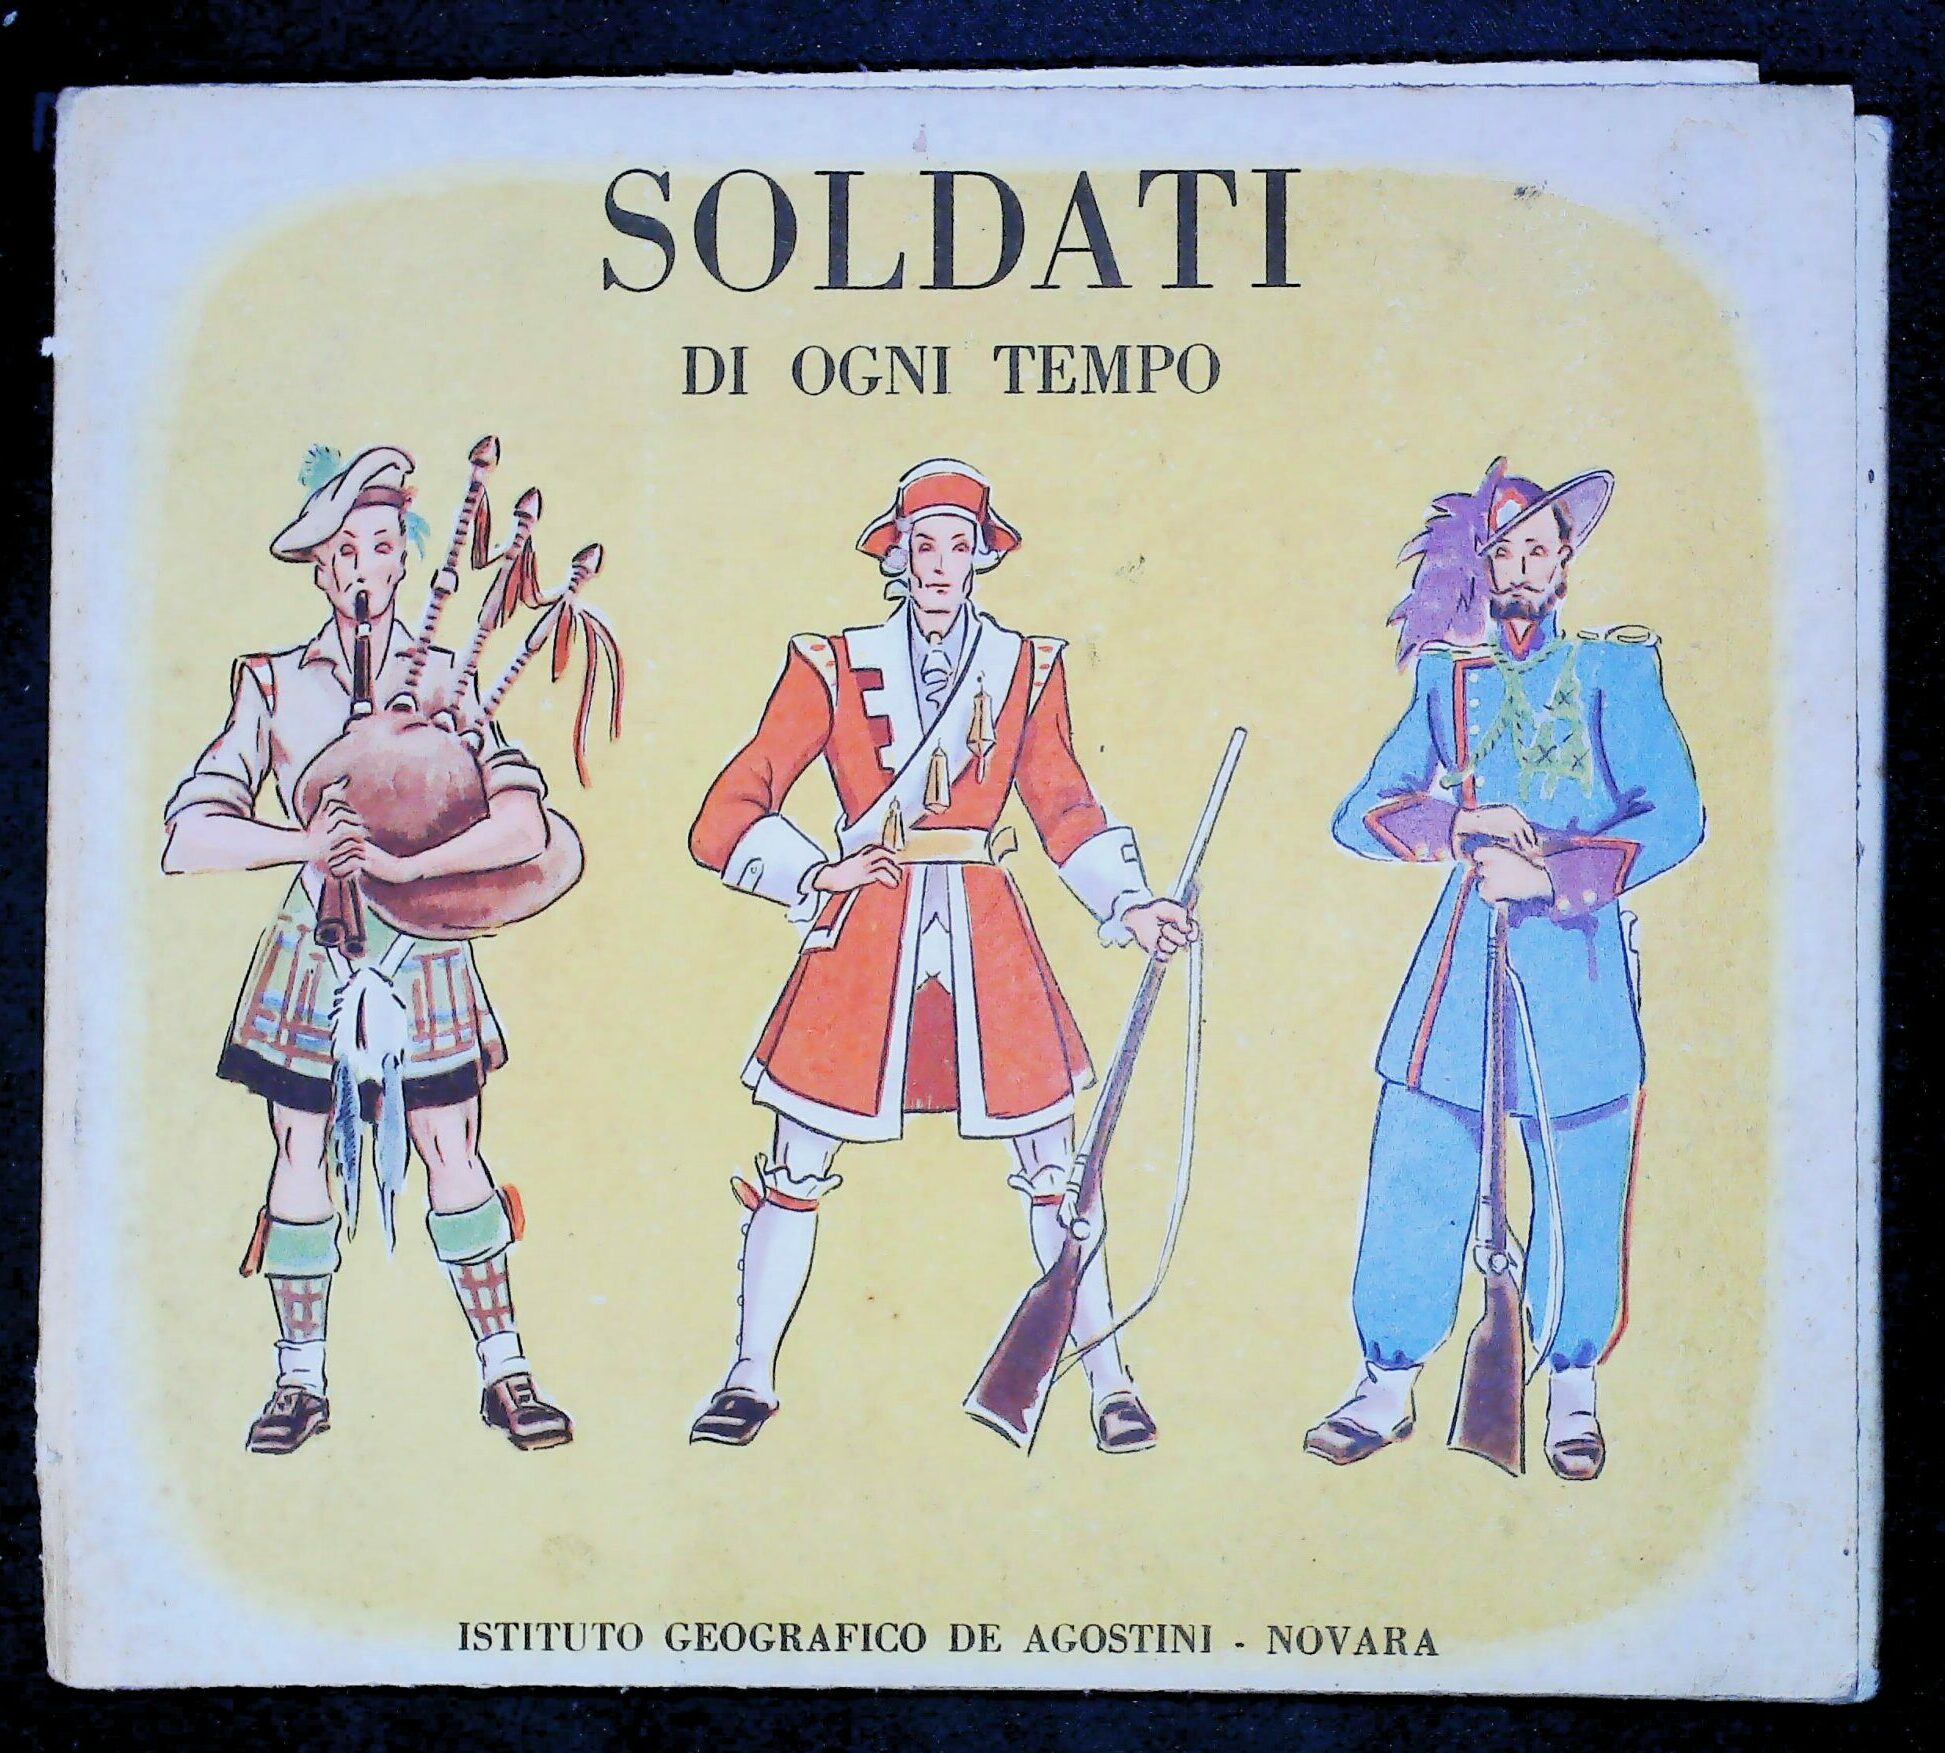 SOLDATI
DI OGNI TEMPO
ISTITUTO GEOGRAFICO DE AGOSTINI - NOVARA